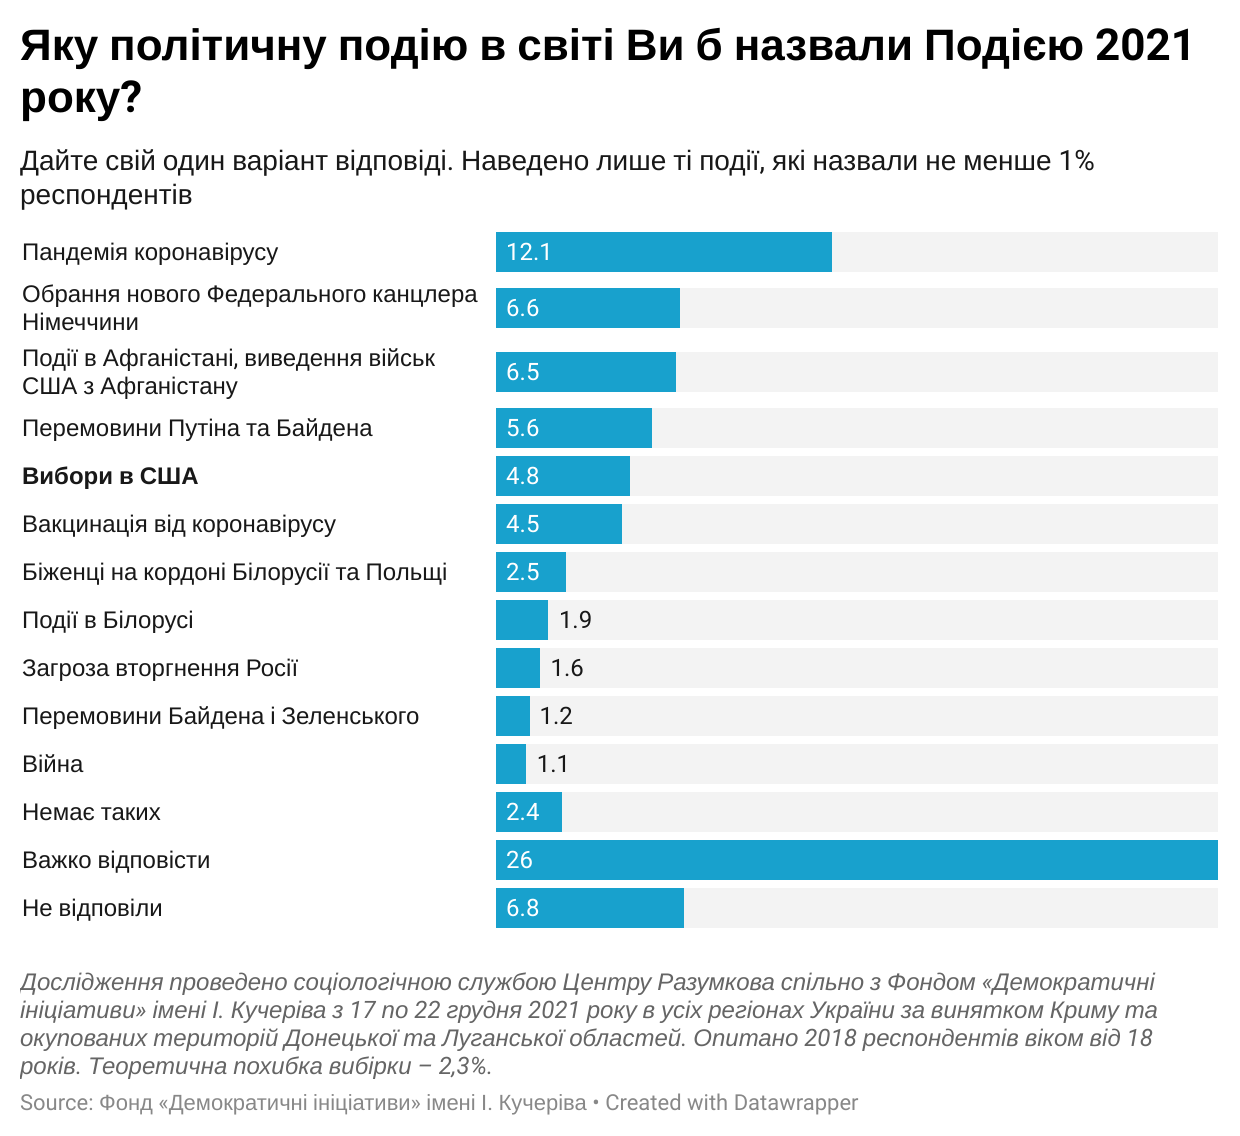 Яку політичну подію в світі Ви б назвали Подією 2021
року?
Дайте свій один варіант відповіді. Наведено лише ті події, які назвали не менше 1%
респондентів
Пандемія коронавірусу 12.1
Обрання нового Федерального канцлера
Німеччини 6.6
Події в Афганістані, виведення військ
США з Афганістану 6.5
Перемовини Путіна та Байдена 5.6
Вибори в США 4.8
Вакцинація від коронавірусу 4.5
Біженці на кордоні Білорусії та Польщі 2.5
Події в Білорусі 1.9
Загроза вторгнення Росії 1.6
Перемовини Байдена і Зеленського 1.2
Війна 1.1
Немає таких 2.4
Важко відповісти 26
Не відповіли 6.8
Дослідження проведено соціологічною службою Центру Разумкова спільно з Фондом «Демократичні
ініціативи» імені І. Кучеріва з 17 по 22 грудня 2021 року в усіх регіонах України за винятком Криму та
окупованих територій Донецької та Луганської областей. Опитано 2018 респондентів віком від 18
років. Теоретична похибка вибірки – 2,3%.
Source: Фонд «Демократичні ініціативи» імені І. Кучеріва • Created with Datawrapper